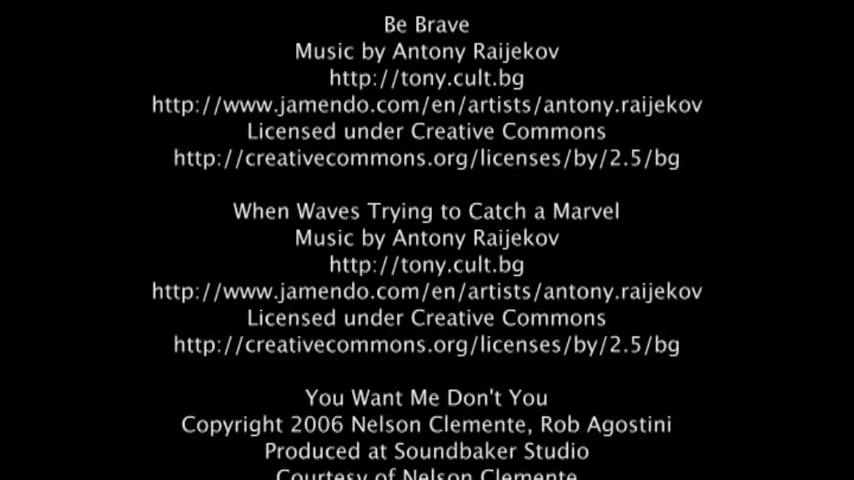 Be Brave
Music by Antony Raijekov
http://tony.cult.bg
http://www.jamendo.com/en/artists/antony.raijekov
Licensed under Creative Commons
http://creativecommons.org/licenses/by/2.5/bg
When Waves Trying to Catch a Marvel
Music by Antony Raijekov
http://tony.cult.bg
http://www.jamendo.com/en/artists/antony.raijekov
Licensed under Creative Commons
http://creativecommons.org/licenses/by/2.5/bg
You Want Me Don't You
Copyright 2006 Nelson Clemente, Rob Agostini
Produced at Soundbaker Studio
Courtesy of Nelson Clemente